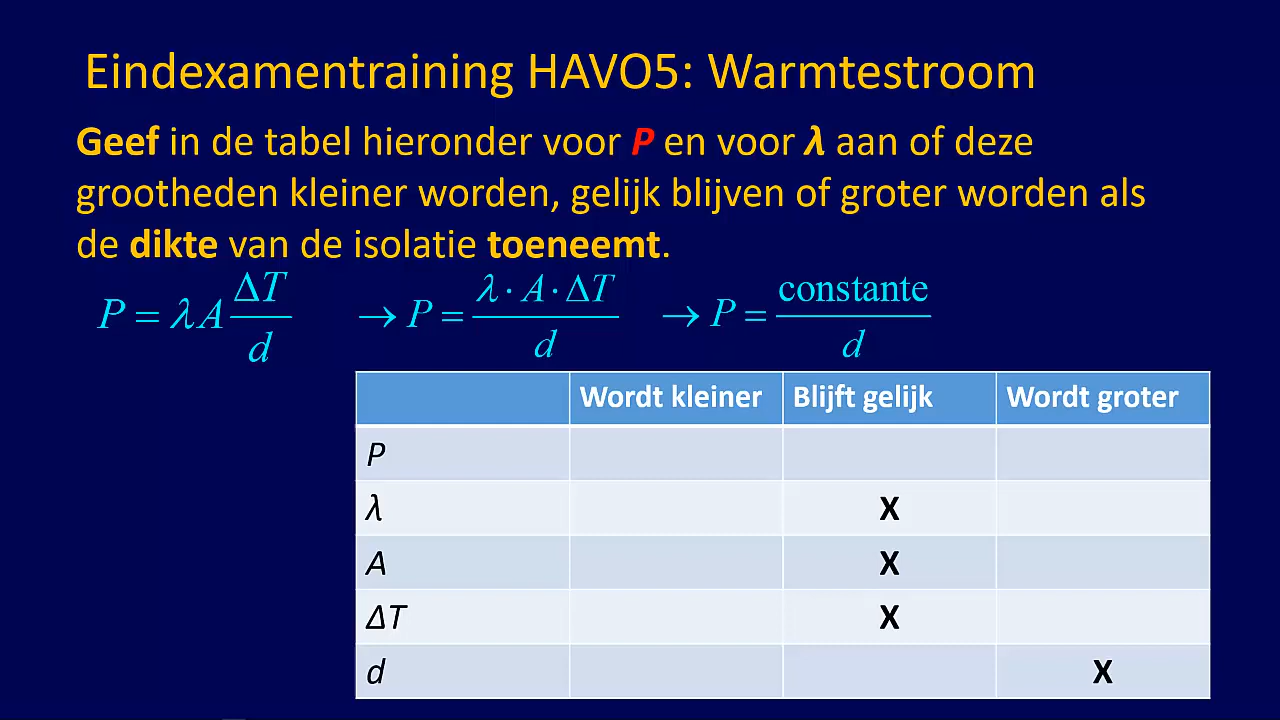 Eindexamentraining HAVO5: Warmtestroom
Geef in de tabel hieronder voor P en voor λ aan of deze
grootheden kleiner worden, gelijk blijven of groter worden als
de dikte van de isolatie toeneemt.
P = λ A ΔT / d → P = λ · A · ΔT / d → P = constante / d
Wordt kleiner Blijft gelijk Wordt groter
P
λ X
A X
ΔT X
d X